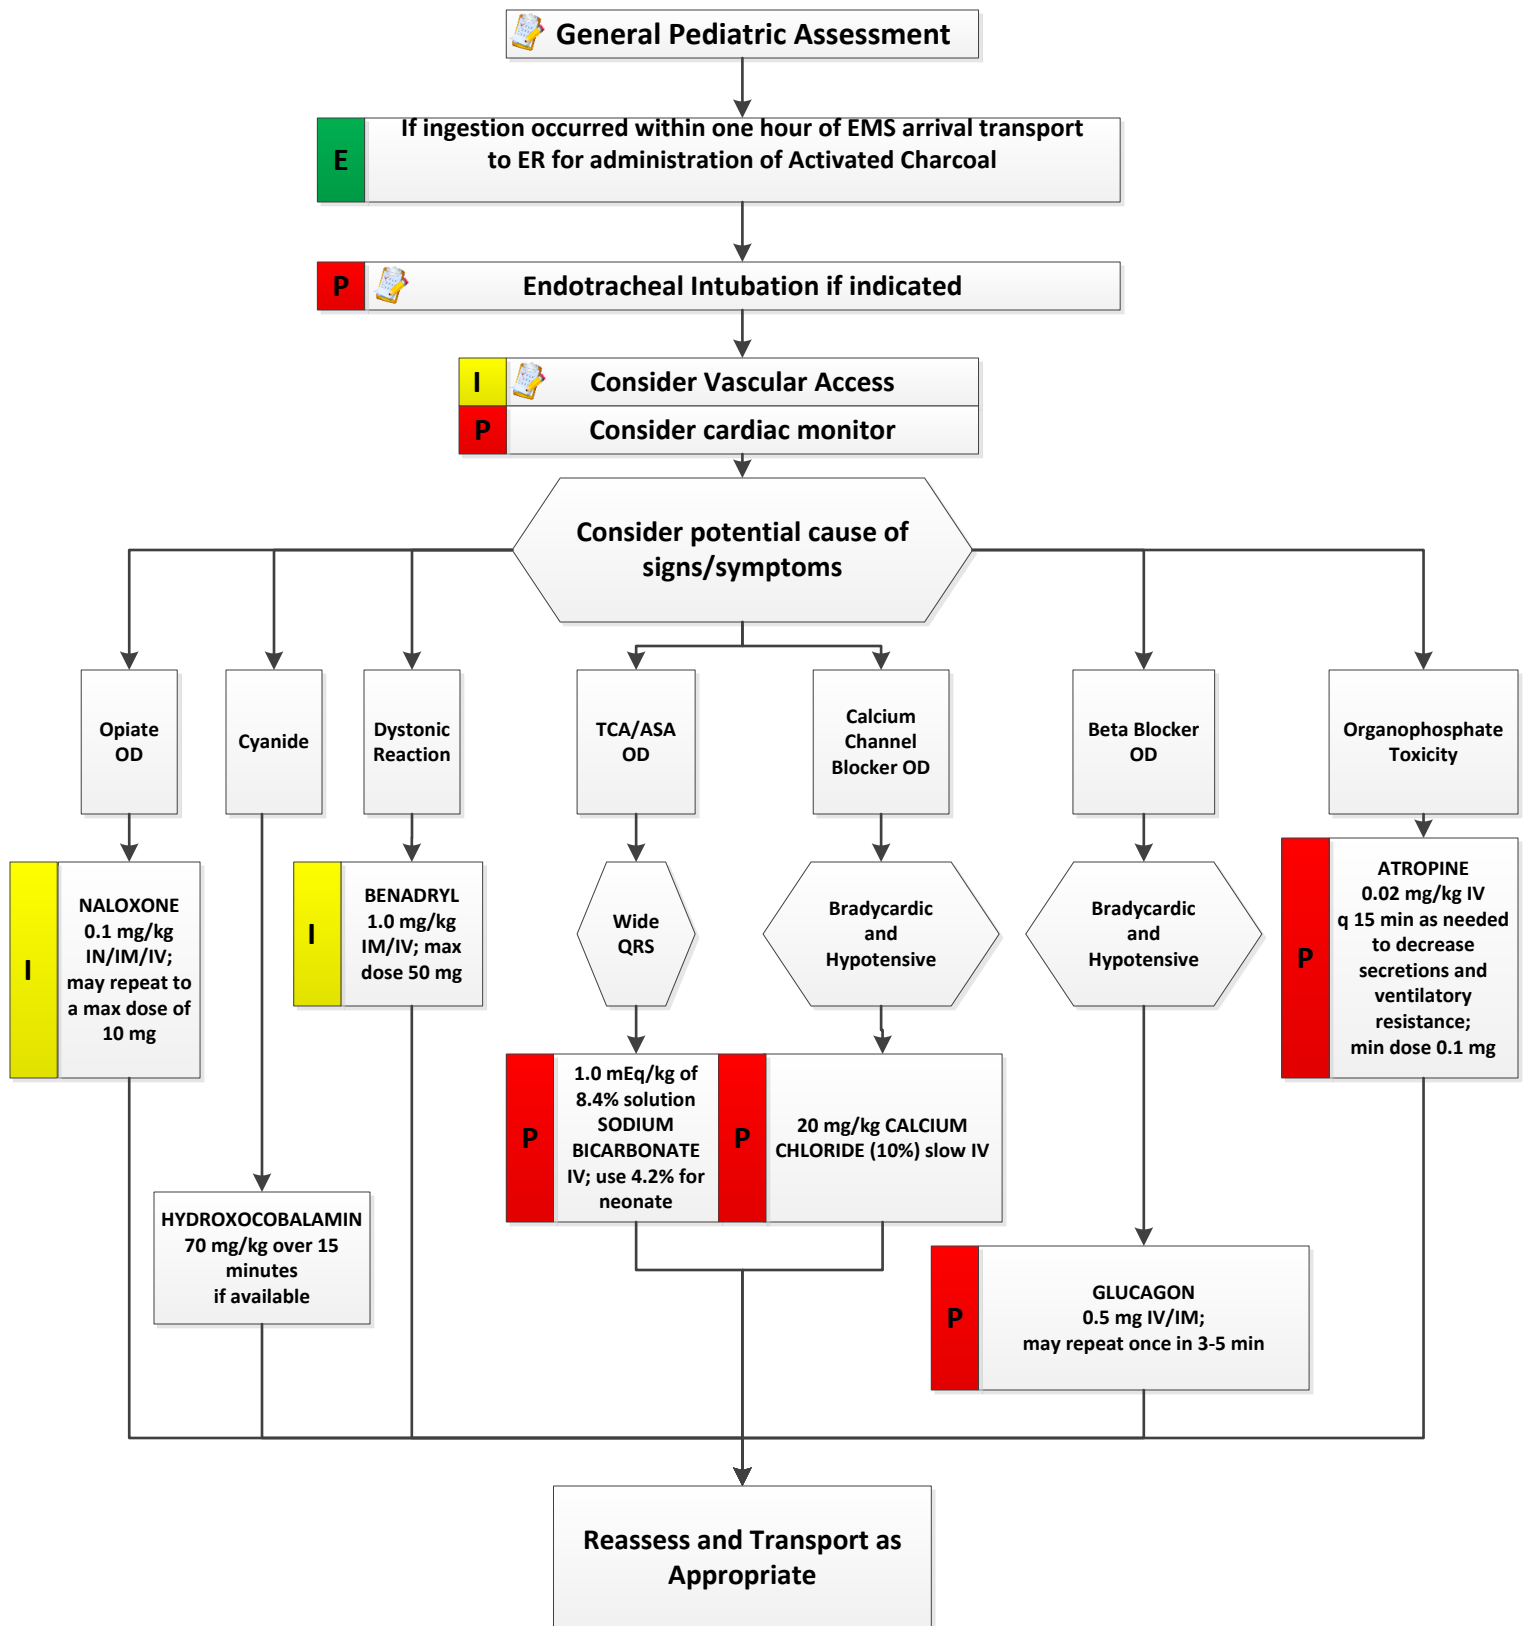 General Pediatric Assessment
E
If ingestion occurred within one hour of EMS arrival transport
to ER for administration of Activated Charcoal
P
Endotracheal Intubation if indicated
I
Consider Vascular Access
P
Consider cardiac monitor
Consider potential cause of
signs/symptoms
Opiate
OD
Cyanide
Dystonic
Reaction
TCA/ASA
OD
Calcium
Channel
Blocker OD
Beta Blocker
OD
Organophosphate
Toxicity
I
NALOXONE
0.1 mg/kg
IN/IM/IV;
may repeat to
a max dose of
10 mg
I
BENADRYL
1.0 mg/kg
IM/IV; max
dose 50 mg
Wide
QRS
Bradycardic
and
Hypotensive
Bradycardic
and
Hypotensive
P
ATROPINE
0.02 mg/kg IV
q 15 min as needed
to decrease
secretions and
ventilatory
resistance;
min dose 0.1 mg
P
1.0 mEq/kg of
8.4% solution
SODIUM
BICARBONATE
IV; use 4.2% for
neonate
P
20 mg/kg CALCIUM
CHLORIDE (10%) slow IV
HYDROXOCOBALAMIN
70 mg/kg over 15
minutes
if available
P
GLUCAGON
0.5 mg IV/IM;
may repeat once in 3-5 min
Reassess and Transport as
Appropriate